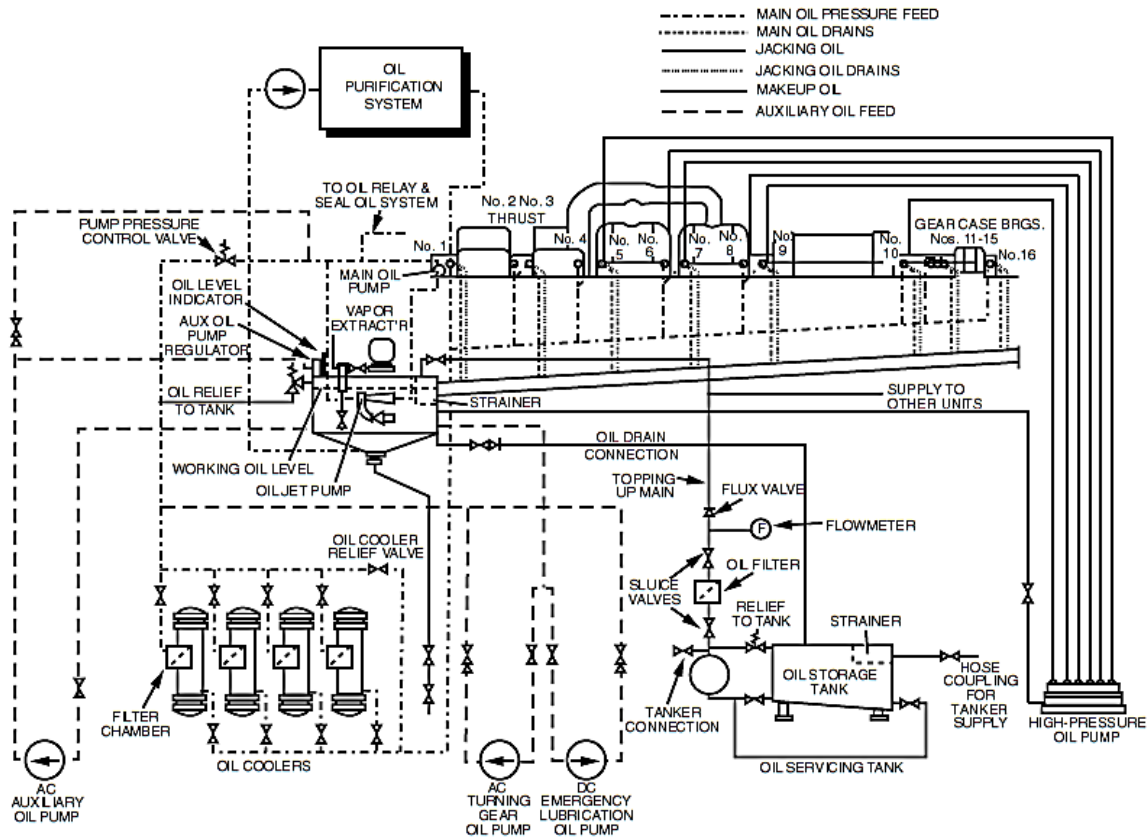 MAIN OIL PRESSURE FEED
MAIN OIL DRAINS
JACKING OIL
JACKING OIL DRAINS
MAKEUP OIL
AUXILIARY OIL FEED
OIL
PURIFICATION
SYSTEM
TO OIL RELAY &
SEAL OIL SYSTEM
PUMP PRESSURE
CONTROL VALVE
No. 1
No. 2 No. 3
THRUST
No. 4
No.
5
No.
6
No.
7
No.
8
No.
9
No.
10
GEAR CASE BRGS.
Nos. 11-15
No.16
MAIN OIL
PUMP
OIL LEVEL
INDICATOR
VAPOR
EXTRACT'R
AUX OIL
PUMP
REGULATOR
OIL RELIEF
TO TANK
STRAINER
SUPPLY TO
OTHER UNITS
OIL DRAIN
CONNECTION
WORKING OIL LEVEL
OILJET PUMP
TOPPING
UP MAIN
FLUX VALVE
F
FLOWMETER
OIL COOLER
RELIEF VALVE
SLUICE
VALVES
OIL FILTER
RELIEF
TO TANK
STRAINER
OIL STORAGE
TANK
HOSE
COUPLING
FOR
TANKER
SUPPLY
TANKER
CONNECTION
FILTER
CHAMBER
HIGH-PRESSURE
OIL PUMP
OIL COOLERS
OIL SERVICING TANK
AC
AUXILIARY
OIL PUMP
AC
TURNING
GEAR
OIL PUMP
DC
EMERGENCY
LUBRICATION
OIL PUMP